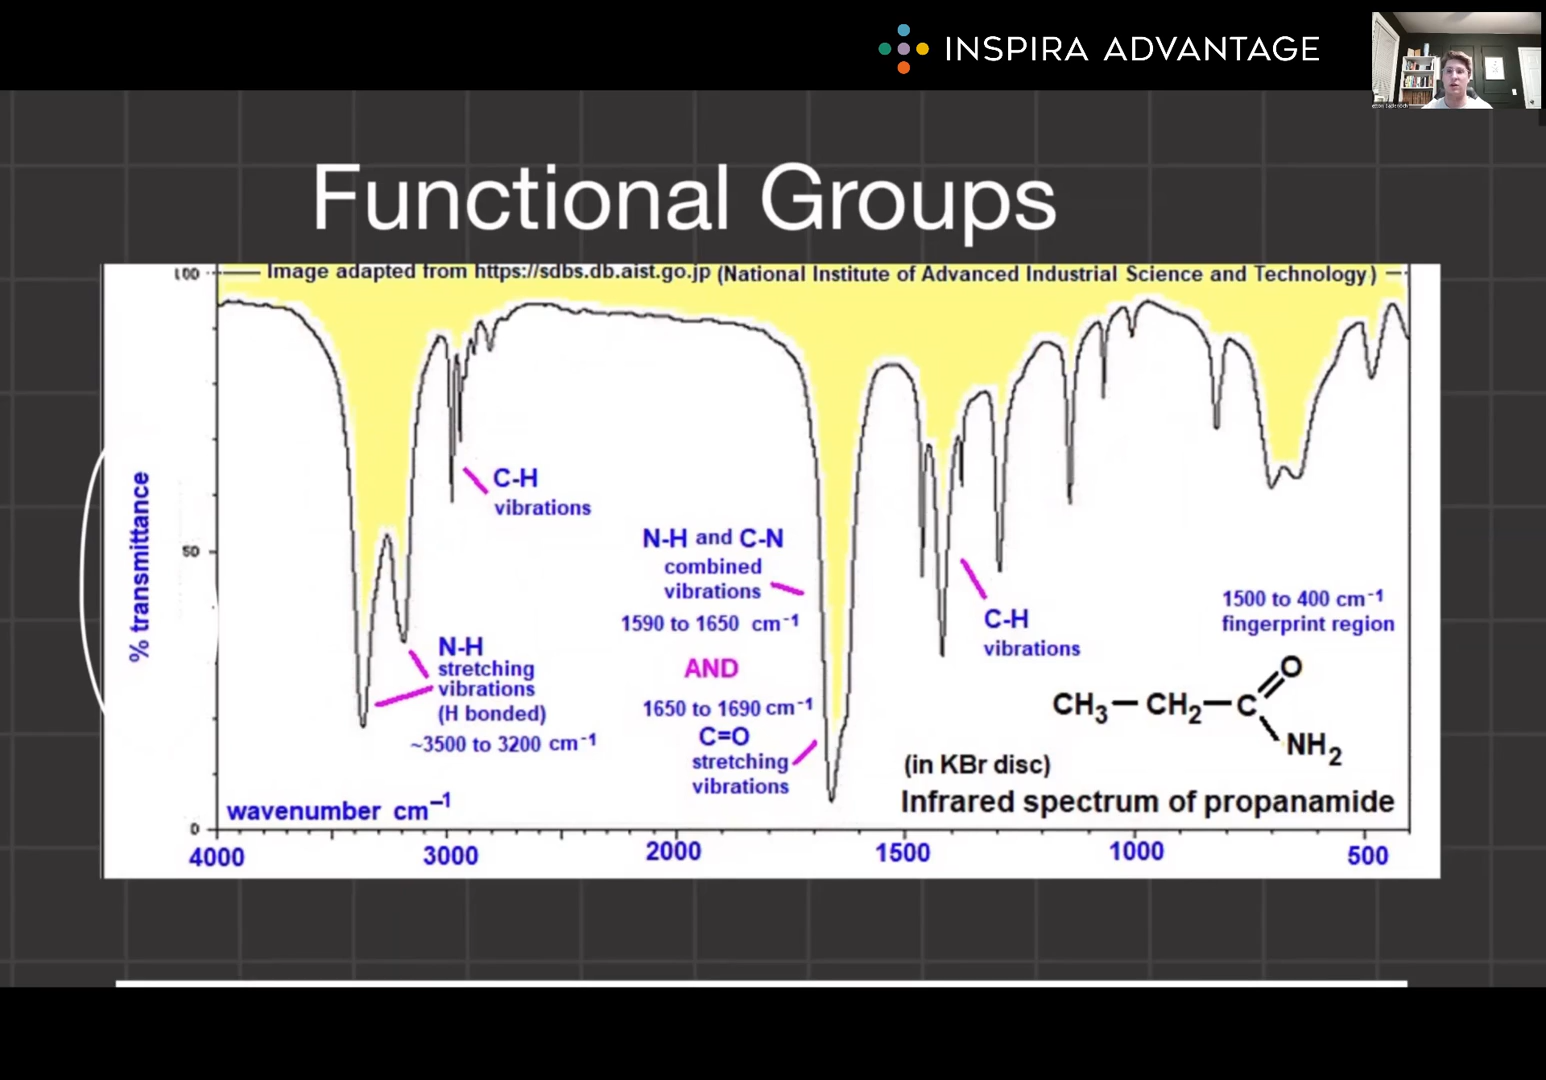 INSPIRA ADVANTAGE
Functional Groups
100
Image adapted from https://sdbs.db.aist.go.jp (National Institute of Advanced Industrial Science and Technology)
% transmittance
50
0
C-H
vibrations
N-H
stretching
vibrations
(H bonded)
~3500 to 3200 cm⁻¹
N-H and C-N
combined
vibrations
1590 to 1650 cm⁻¹
AND
1650 to 1690 cm⁻¹
C=O
stretching
vibrations
C-H
vibrations
1500 to 400 cm⁻¹
fingerprint region
O
CH₃—CH₂—C
NH₂
(in KBr disc)
Infrared spectrum of propanamide
wavenumber cm⁻¹
4000 3000 2000 1500 1000 500